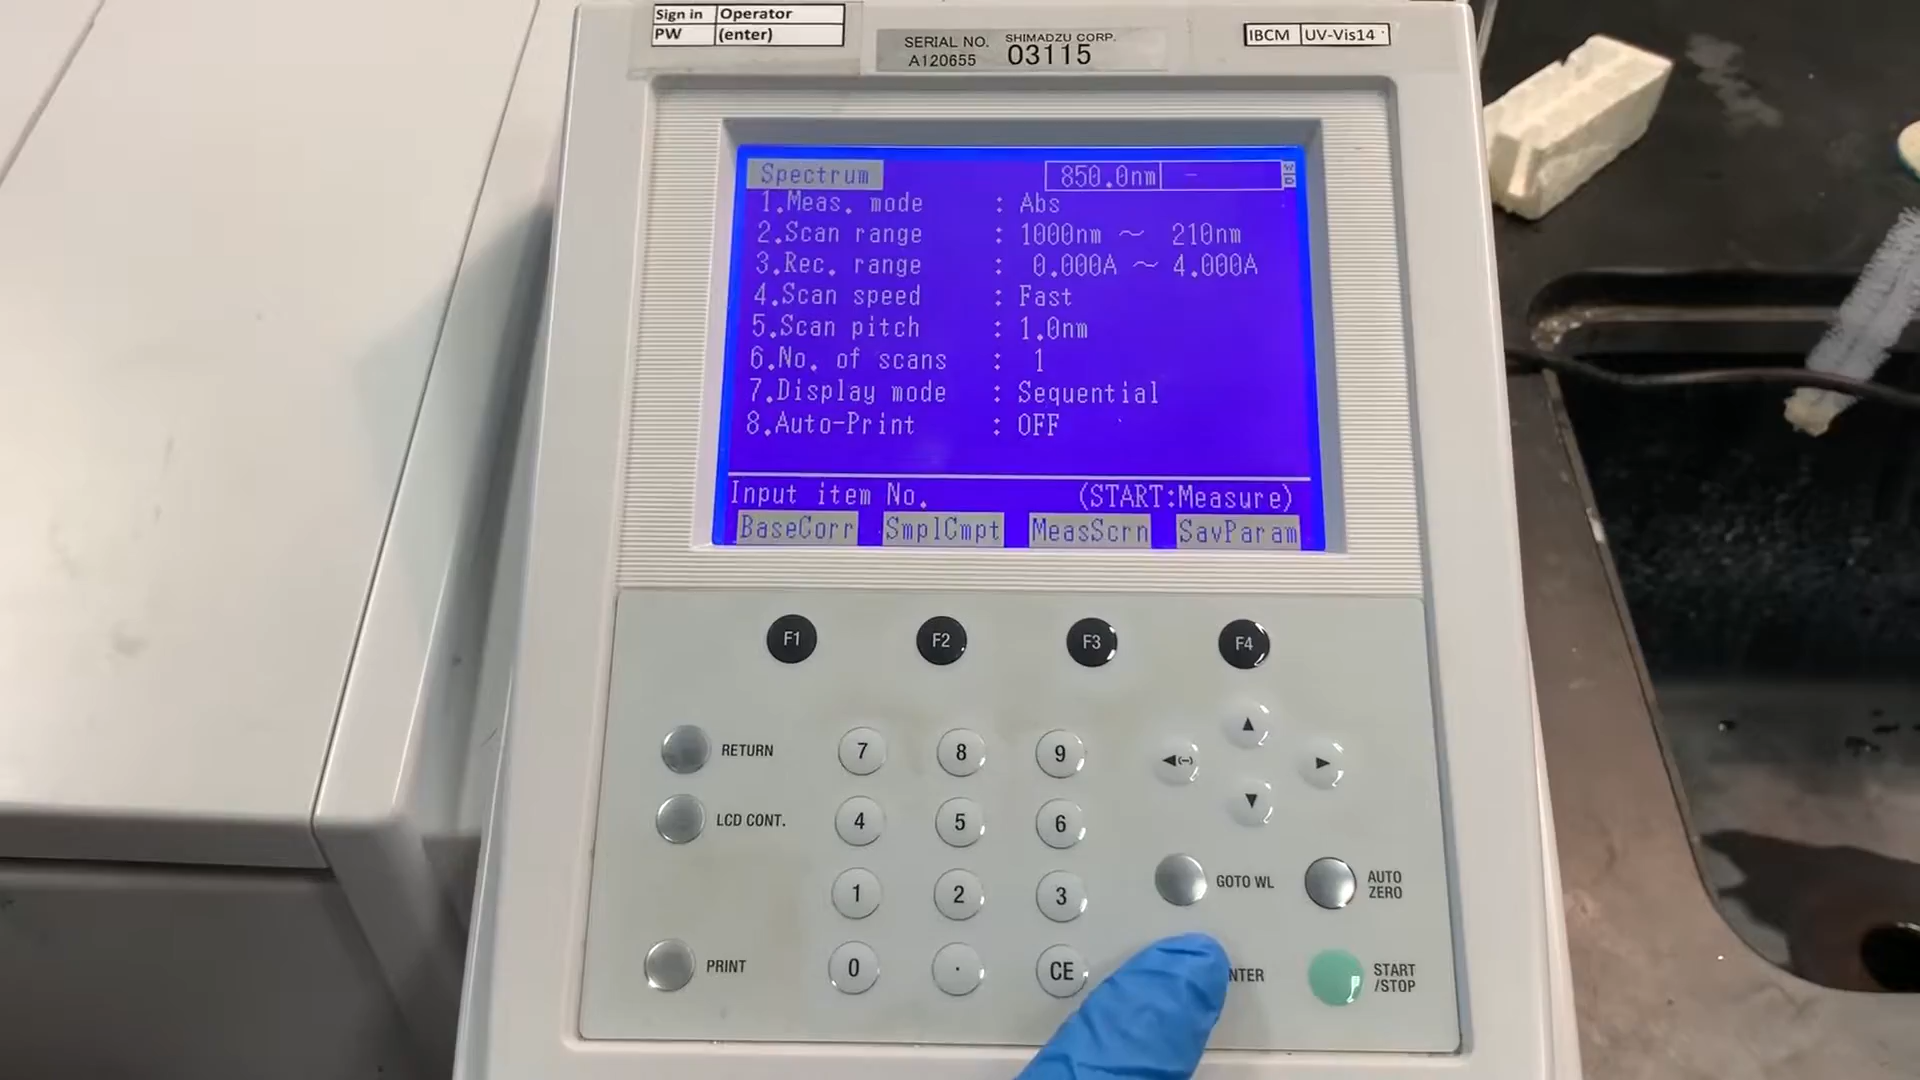 Sign in Operator
PW (enter)
SERIAL NO. SHIMADZU CORP.
A120655 03115
IBCM UV-Vis14
Spectrum 850.0nm -
1.Meas. mode : Abs
2.Scan range : 1000nm ~ 210nm
3.Rec. range : 0.000A ~ 4.000A
4.Scan speed : Fast
5.Scan pitch : 1.0nm
6.No. of scans : 1
7.Display mode : Sequential
8.Auto-Print : OFF
Input item No. (START:Measure)
BaseCorr SmplCmpt MeasScrn SavParam
F1 F2 F3 F4
RETURN 7 8 9 ◀(-) ▲ ▼ ▶
LCD CONT. 4 5 6
1 2 3 GOTO WL AUTO ZERO
PRINT 0 . CE NTER START /STOP